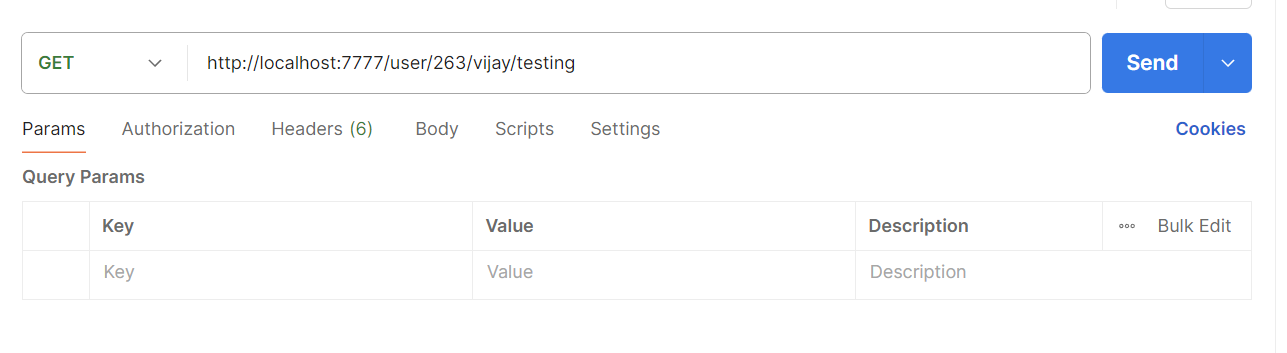 GET http://localhost:7777/user/263/vijay/testing Send
Params Authorization Headers (6) Body Scripts Settings Cookies
Query Params
Key Value Description Bulk Edit
Key Value Description